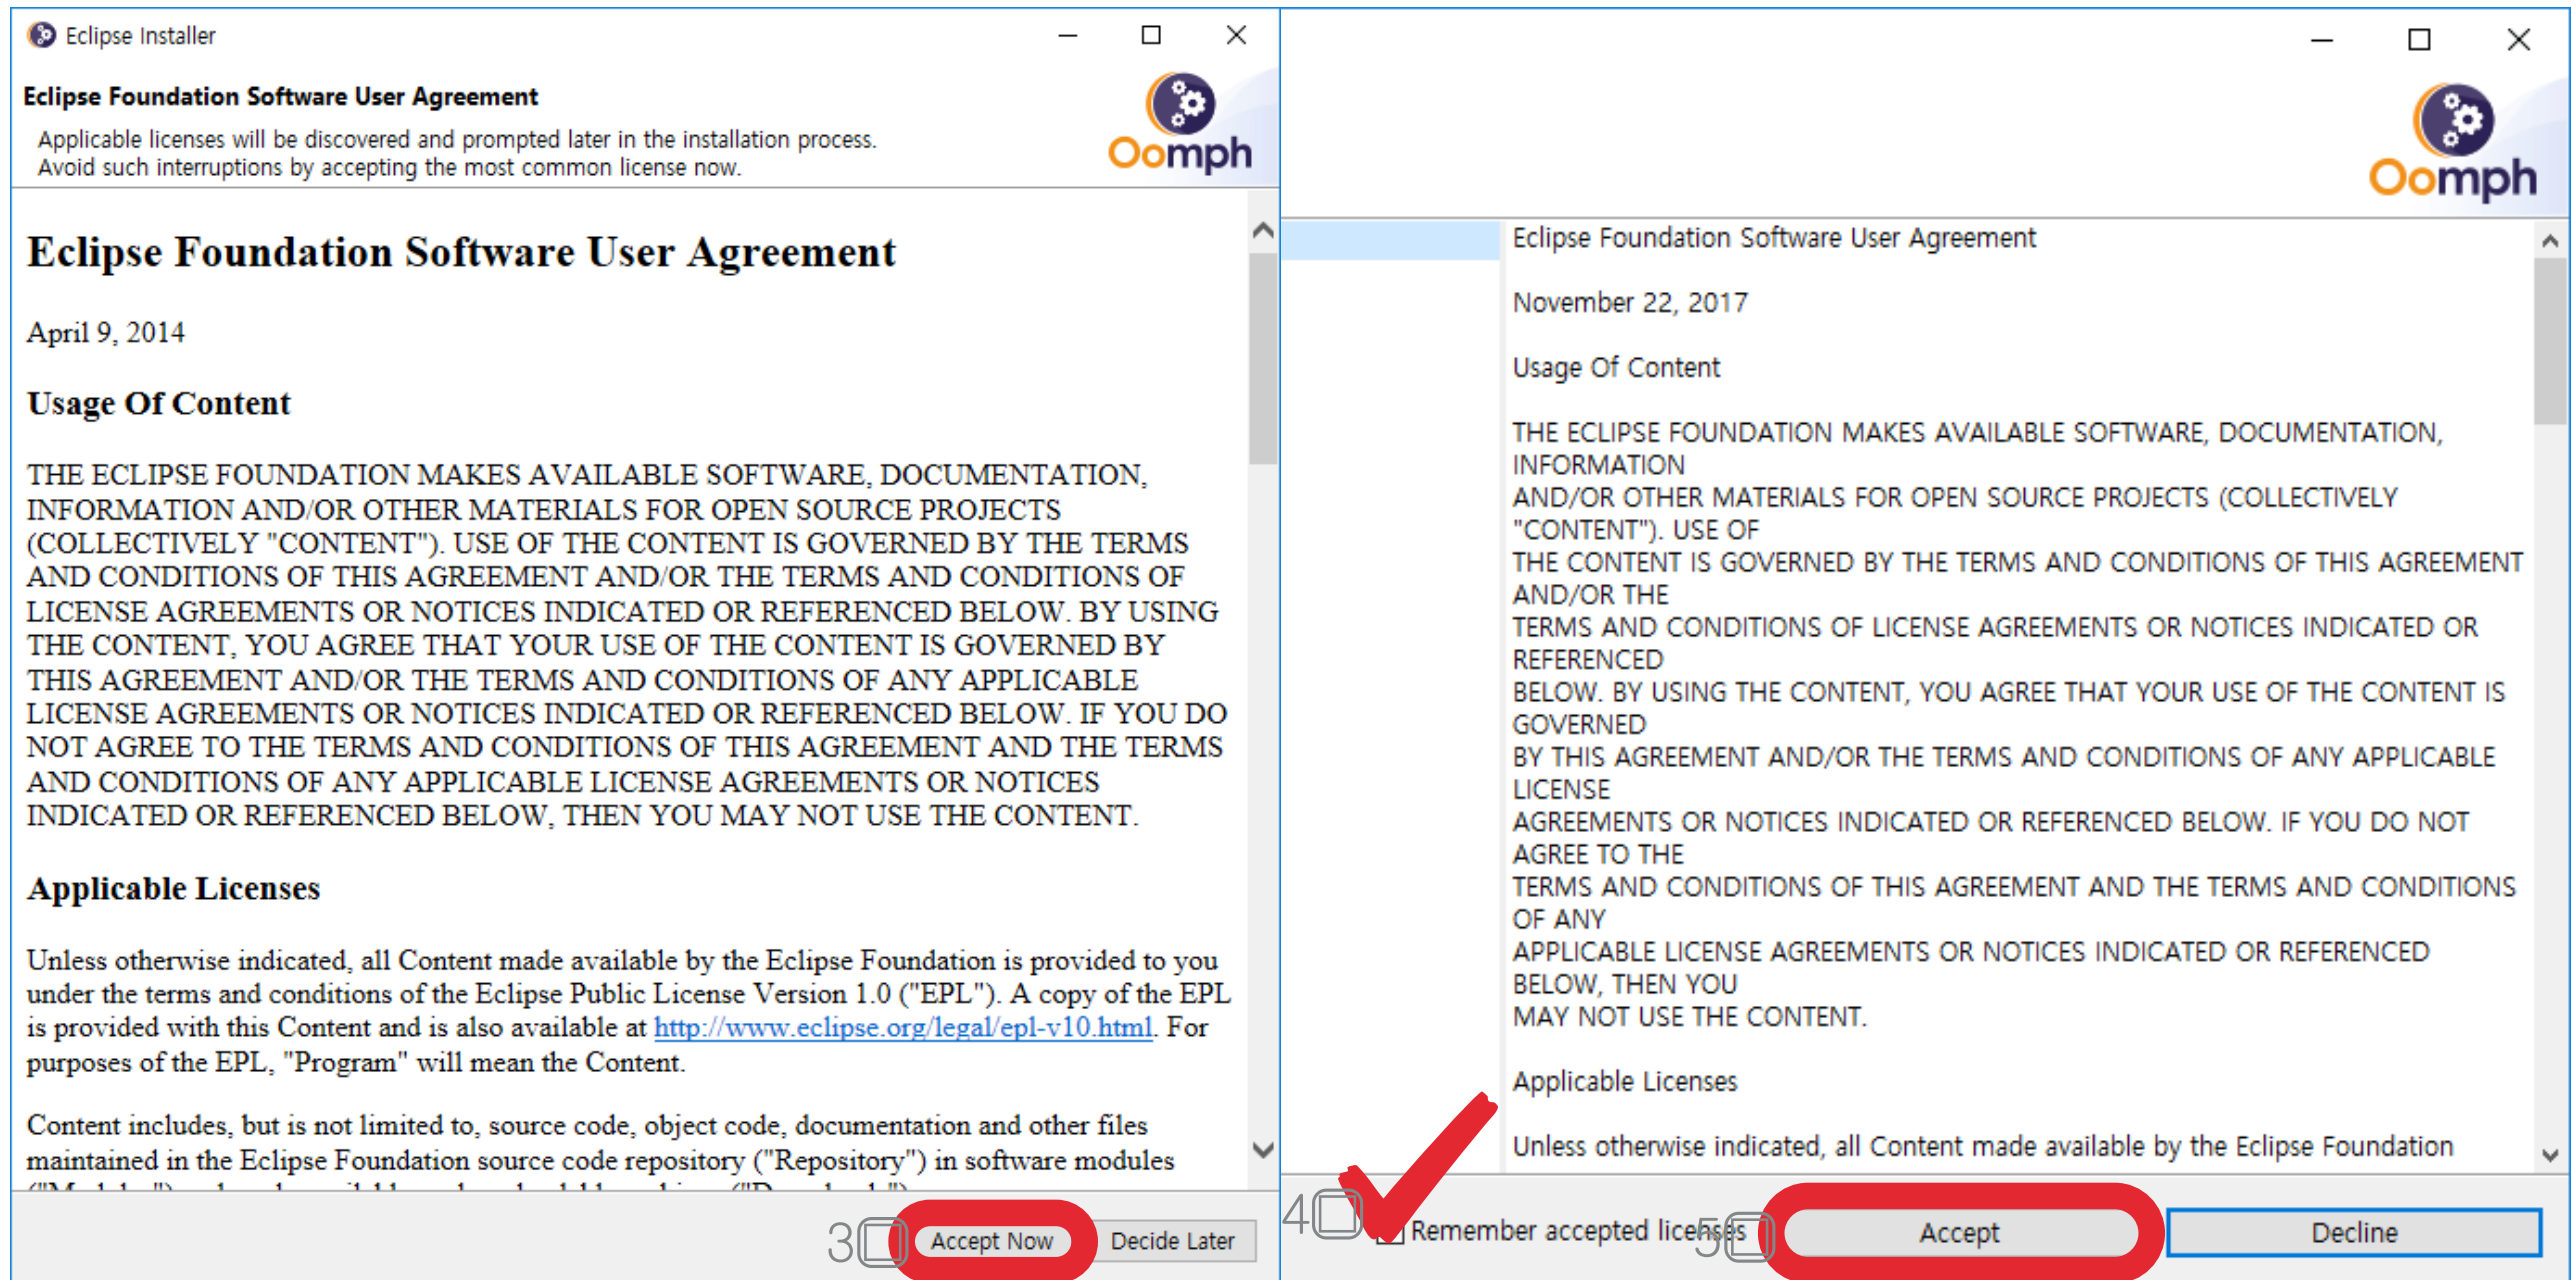 Eclipse Installer
Eclipse Foundation Software User Agreement
Applicable licenses will be discovered and prompted later in the installation process.
Avoid such interruptions by accepting the most common license now.
Oomph
Eclipse Foundation Software User Agreement
April 9, 2014
Usage Of Content
THE ECLIPSE FOUNDATION MAKES AVAILABLE SOFTWARE, DOCUMENTATION,
INFORMATION AND/OR OTHER MATERIALS FOR OPEN SOURCE PROJECTS
(COLLECTIVELY "CONTENT"). USE OF THE CONTENT IS GOVERNED BY THE TERMS
AND CONDITIONS OF THIS AGREEMENT AND/OR THE TERMS AND CONDITIONS OF
LICENSE AGREEMENTS OR NOTICES INDICATED OR REFERENCED BELOW. BY USING
THE CONTENT, YOU AGREE THAT YOUR USE OF THE CONTENT IS GOVERNED BY
THIS AGREEMENT AND/OR THE TERMS AND CONDITIONS OF ANY APPLICABLE
LICENSE AGREEMENTS OR NOTICES INDICATED OR REFERENCED BELOW. IF YOU DO
NOT AGREE TO THE TERMS AND CONDITIONS OF THIS AGREEMENT AND THE TERMS
AND CONDITIONS OF ANY APPLICABLE LICENSE AGREEMENTS OR NOTICES
INDICATED OR REFERENCED BELOW, THEN YOU MAY NOT USE THE CONTENT.
Applicable Licenses
Unless otherwise indicated, all Content made available by the Eclipse Foundation is provided to you
under the terms and conditions of the Eclipse Public License Version 1.0 ("EPL"). A copy of the EPL
is provided with this Content and is also available at http://www.eclipse.org/legal/epl-v10.html. For
purposes of the EPL, "Program" will mean the Content.
Content includes, but is not limited to, source code, object code, documentation and other files
maintained in the Eclipse Foundation source code repository ("Repository") in software modules
3
Accept Now
Decide Later
Oomph
Eclipse Foundation Software User Agreement
November 22, 2017
Usage Of Content
THE ECLIPSE FOUNDATION MAKES AVAILABLE SOFTWARE, DOCUMENTATION,
INFORMATION
AND/OR OTHER MATERIALS FOR OPEN SOURCE PROJECTS (COLLECTIVELY
"CONTENT"). USE OF
THE CONTENT IS GOVERNED BY THE TERMS AND CONDITIONS OF THIS AGREEMENT
AND/OR THE
TERMS AND CONDITIONS OF LICENSE AGREEMENTS OR NOTICES INDICATED OR
REFERENCED
BELOW. BY USING THE CONTENT, YOU AGREE THAT YOUR USE OF THE CONTENT IS
GOVERNED
BY THIS AGREEMENT AND/OR THE TERMS AND CONDITIONS OF ANY APPLICABLE
LICENSE
AGREEMENTS OR NOTICES INDICATED OR REFERENCED BELOW. IF YOU DO NOT
AGREE TO THE
TERMS AND CONDITIONS OF THIS AGREEMENT AND THE TERMS AND CONDITIONS
OF ANY
APPLICABLE LICENSE AGREEMENTS OR NOTICES INDICATED OR REFERENCED
BELOW, THEN YOU
MAY NOT USE THE CONTENT.
Applicable Licenses
Unless otherwise indicated, all Content made available by the Eclipse Foundation
4
Remember accepted licenses
5
Accept
Decline